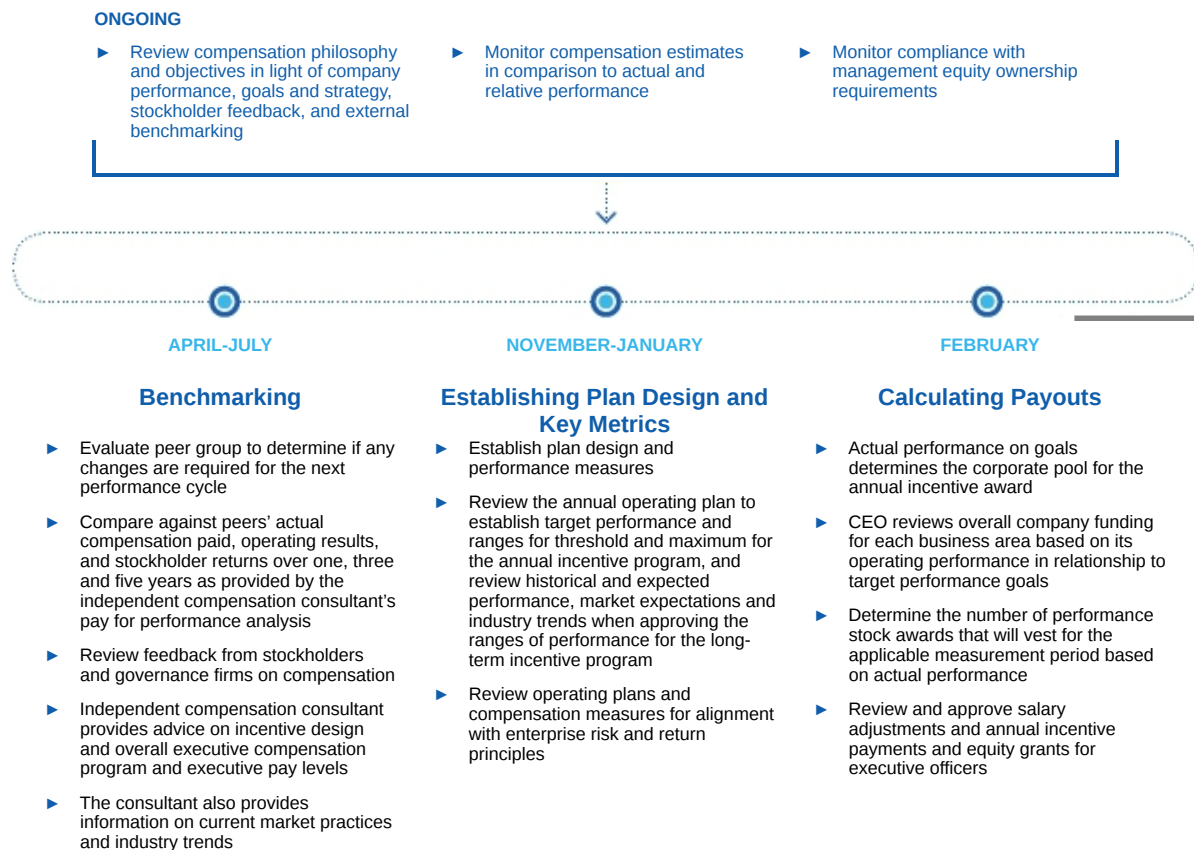 ONGOING
► Review compensation philosophy
and objectives in light of company
performance, goals and strategy,
stockholder feedback, and external
benchmarking
► Monitor compensation estimates
in comparison to actual and
relative performance
► Monitor compliance with
management equity ownership
requirements
APRIL-JULY
Benchmarking
► Evaluate peer group to determine if any
changes are required for the next
performance cycle
► Compare against peers’ actual
compensation paid, operating results,
and stockholder returns over one, three
and five years as provided by the
independent compensation consultant’s
pay for performance analysis
► Review feedback from stockholders
and governance firms on compensation
► Independent compensation consultant
provides advice on incentive design
and overall executive compensation
program and executive pay levels
► The consultant also provides
information on current market practices
and industry trends
NOVEMBER-JANUARY
Establishing Plan Design and
Key Metrics
► Establish plan design and
performance measures
► Review the annual operating plan to
establish target performance and
ranges for threshold and maximum for
the annual incentive program, and
review historical and expected
performance, market expectations and
industry trends when approving the
ranges of performance for the long-
term incentive program
► Review operating plans and
compensation measures for alignment
with enterprise risk and return
principles
FEBRUARY
Calculating Payouts
► Actual performance on goals
determines the corporate pool for the
annual incentive award
► CEO reviews overall company funding
for each business area based on its
operating performance in relationship to
target performance goals
► Determine the number of performance
stock awards that will vest for the
applicable measurement period based
on actual performance
► Review and approve salary
adjustments and annual incentive
payments and equity grants for
executive officers